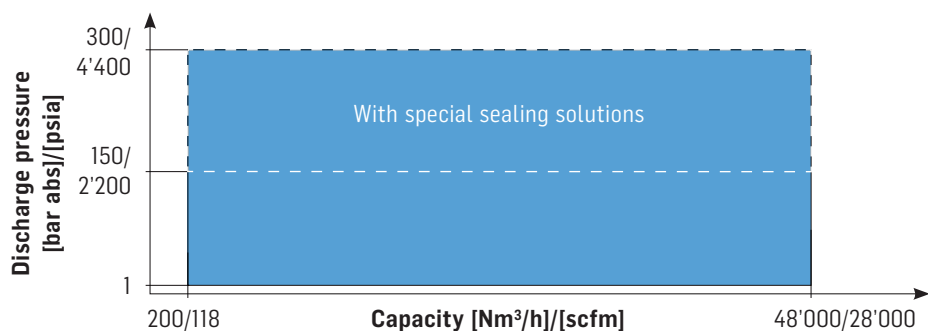 300/
4'400
With special sealing solutions
150/
2'200
Discharge pressure
[bar abs]/[psia]
1
200/118
Capacity [Nm³/h]/[scfm]
48'000/28'000